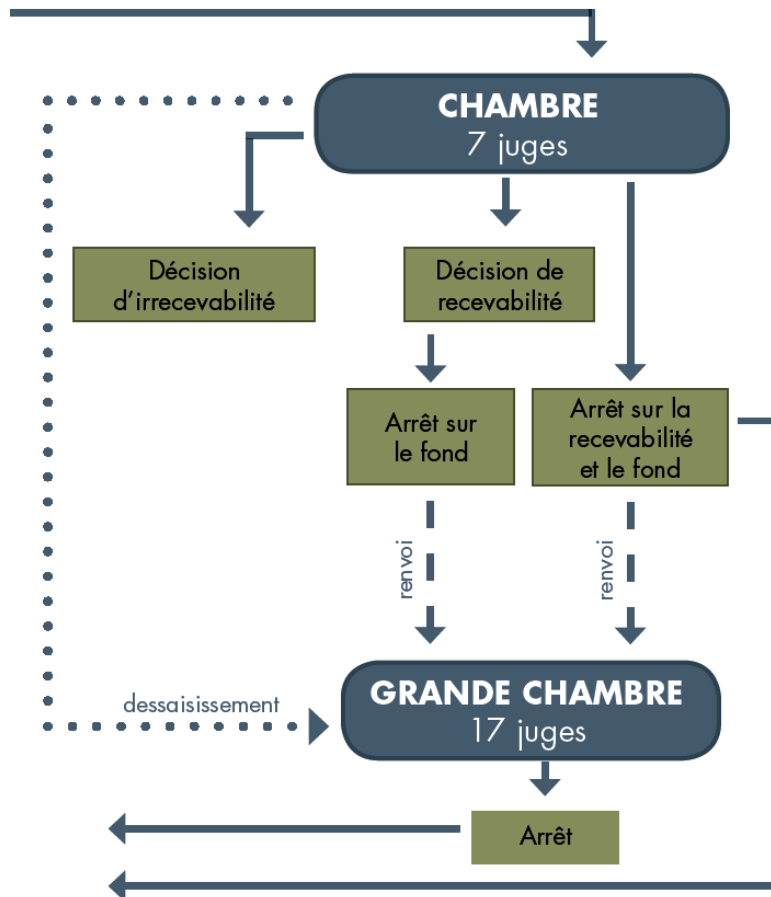 CHAMBRE
7 juges
Décision
d’irrecevabilité
Décision de
recevabilité
Arrêt sur
le fond
Arrêt sur la
recevabilité
et le fond
renvoi
renvoi
dessaisissement
GRANDE CHAMBRE
17 juges
Arrêt